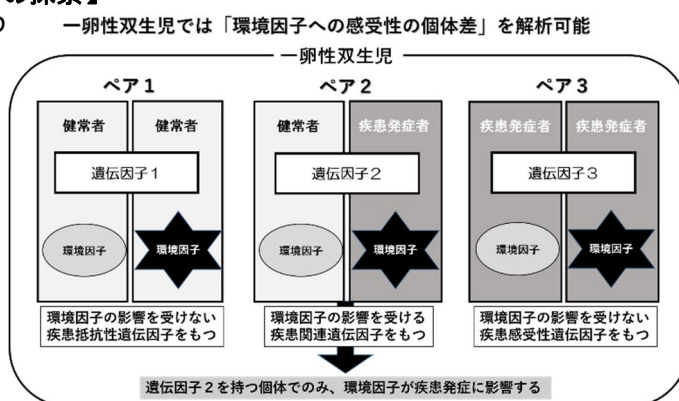 の探索】
の
一卵性双生児では「環境因子への感受性の個体差」を解析可能
一卵性双生児
ペア1
健常者
健常者
遺伝因子1
環境因子
環境因子
環境因子の影響を受けない
疾患抵抗性遺伝因子をもつ
ペア2
健常者
疾患発症者
遺伝因子2
環境因子
環境因子
環境因子の影響を受ける
疾患関連遺伝因子をもつ
ペア3
疾患発症者
疾患発症者
遺伝因子3
環境因子
環境因子
環境因子の影響を受けない
疾患感受性遺伝因子をもつ
遺伝因子2を持つ個体でのみ、環境因子が疾患発症に影響する